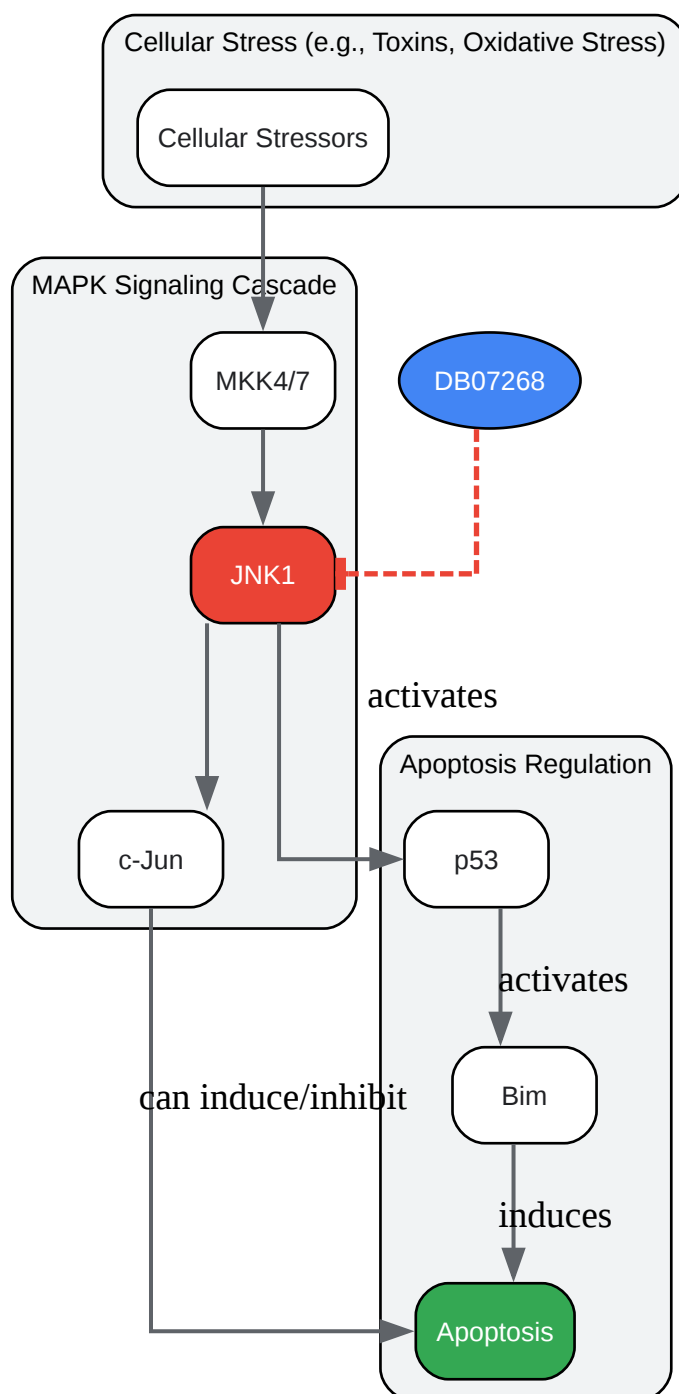 Cellular Stress (e.g., Toxins, Oxidative Stress)
Cellular Stressors
MAPK Signaling Cascade
MKK4/7
DB07268
JNK1
activates
Apoptosis Regulation
c-Jun
p53
activates
can induce/inhibit
Bim
induces
Apoptosis